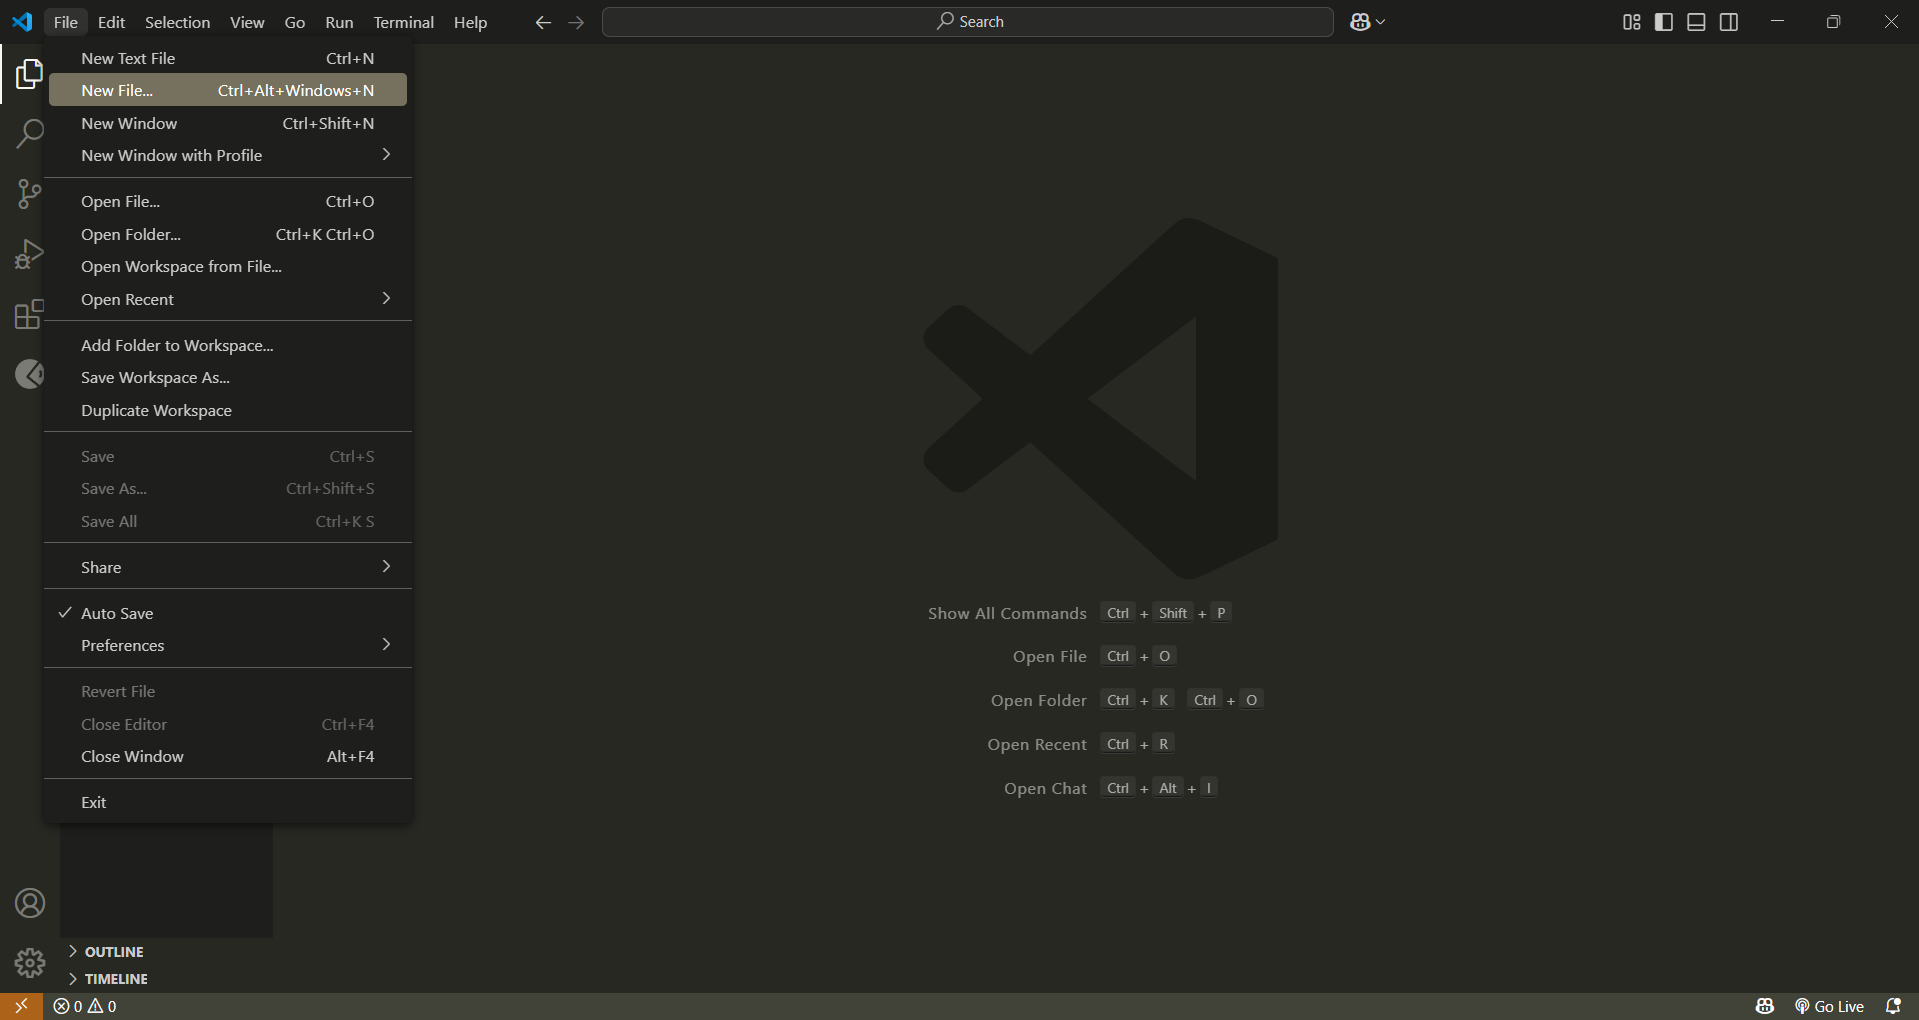 File Edit Selection View Go Run Terminal Help Search
New Text File Ctrl+N
New File... Ctrl+Alt+Windows+N
New Window Ctrl+Shift+N
New Window with Profile
Open File... Ctrl+O
Open Folder... Ctrl+K Ctrl+O
Open Workspace from File...
Open Recent
Add Folder to Workspace...
Save Workspace As...
Duplicate Workspace
Save Ctrl+S
Save As... Ctrl+Shift+S
Save All Ctrl+K S
Share
Auto Save
Preferences
Revert File
Close Editor Ctrl+F4
Close Window Alt+F4
Exit
Show All Commands Ctrl + Shift + P
Open File Ctrl + O
Open Folder Ctrl + K Ctrl + O
Open Recent Ctrl + R
Open Chat Ctrl + Alt + I
OUTLINE
TIMELINE
0 0 Go Live